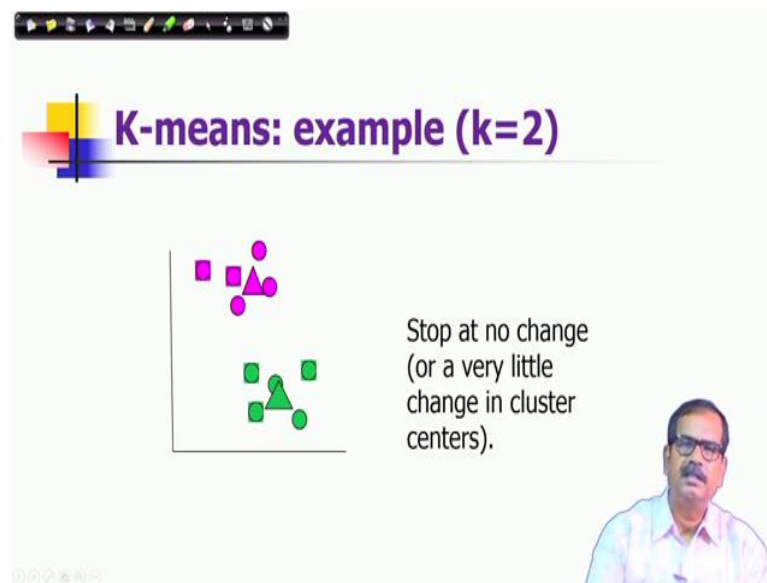 K-means: example (k=2)
Stop at no change
(or a very little
change in cluster
centers).